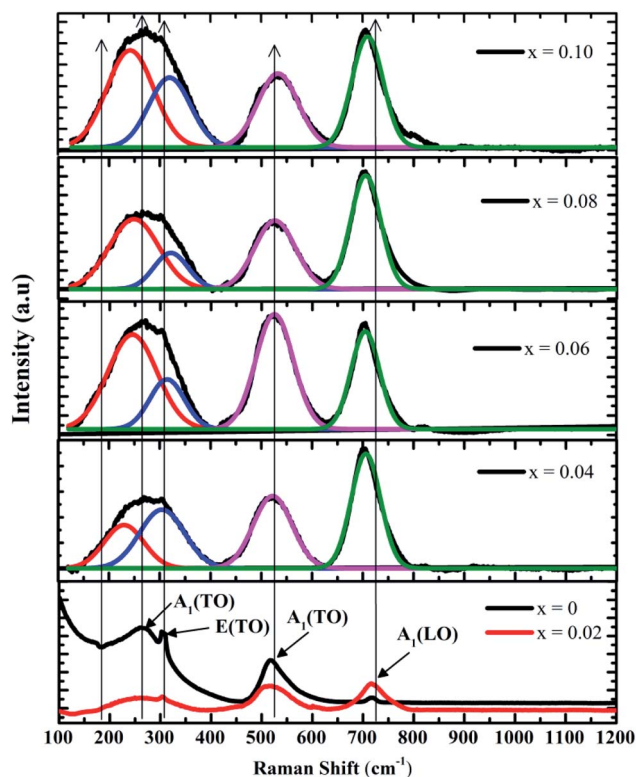 x = 0.10
x = 0.08
x = 0.06
x = 0.04
x = 0
x = 0.02
A1(TO)
E(TO)
A1(TO)
A1(LO)
Intensity (a.u)
100 200 300 400 500 600 700 800 900 1000 1100 1200
Raman Shift (cm-1)